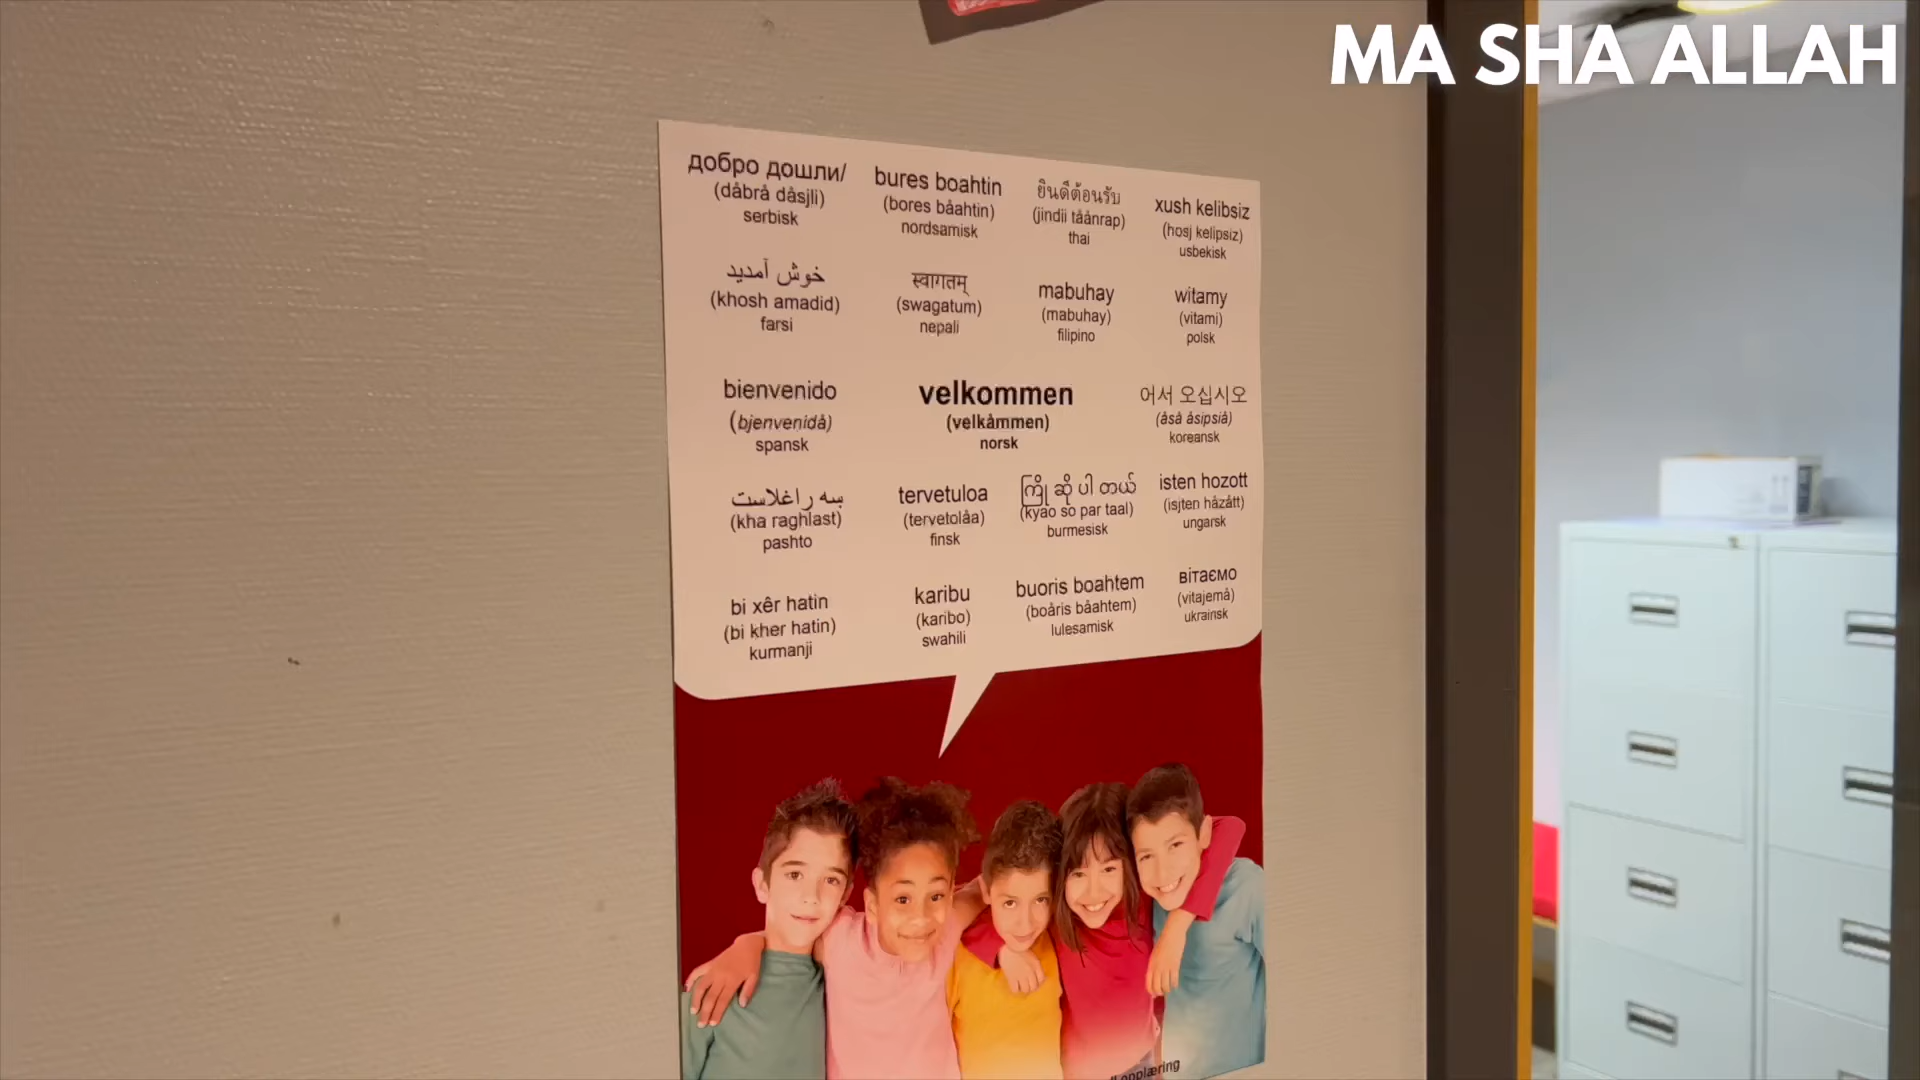 MA SHA ALLAH
добро дошли/
(dåbrå dåsjli)
serbisk
bures boahtin
(bores båahtin)
nordsamisk
ยินดีต้อนรับ
(jindii tåånrap)
thai
xush kelibsiz
(hosj kelipsiz)
usbekisk
خوش آمدید
(khosh amadid)
farsi
स्वागतम्
(swagatum)
nepali
mabuhay
(mabuhay)
filipino
witamy
(vitami)
polsk
bienvenido
(bjenvenidå)
spansk
velkommen
(velkåmmen)
norsk
어서 오십시오
(åså åsipsiå)
koreansk
ښه راغلاست
(kha raghlast)
pashto
tervetuloa
(tervetolåa)
finsk
ကြို ဆို ပါ တယ်
(kyao so par taal)
burmesisk
isten hozott
(isjten håzått)
ungarsk
bi xêr hatin
(bi kher hatin)
kurmanji
karibu
(karibo)
swahili
buoris boahtem
(boåris båahtem)
lulesamisk
вітаємо
(vitajemå)
ukrainsk
opplæring